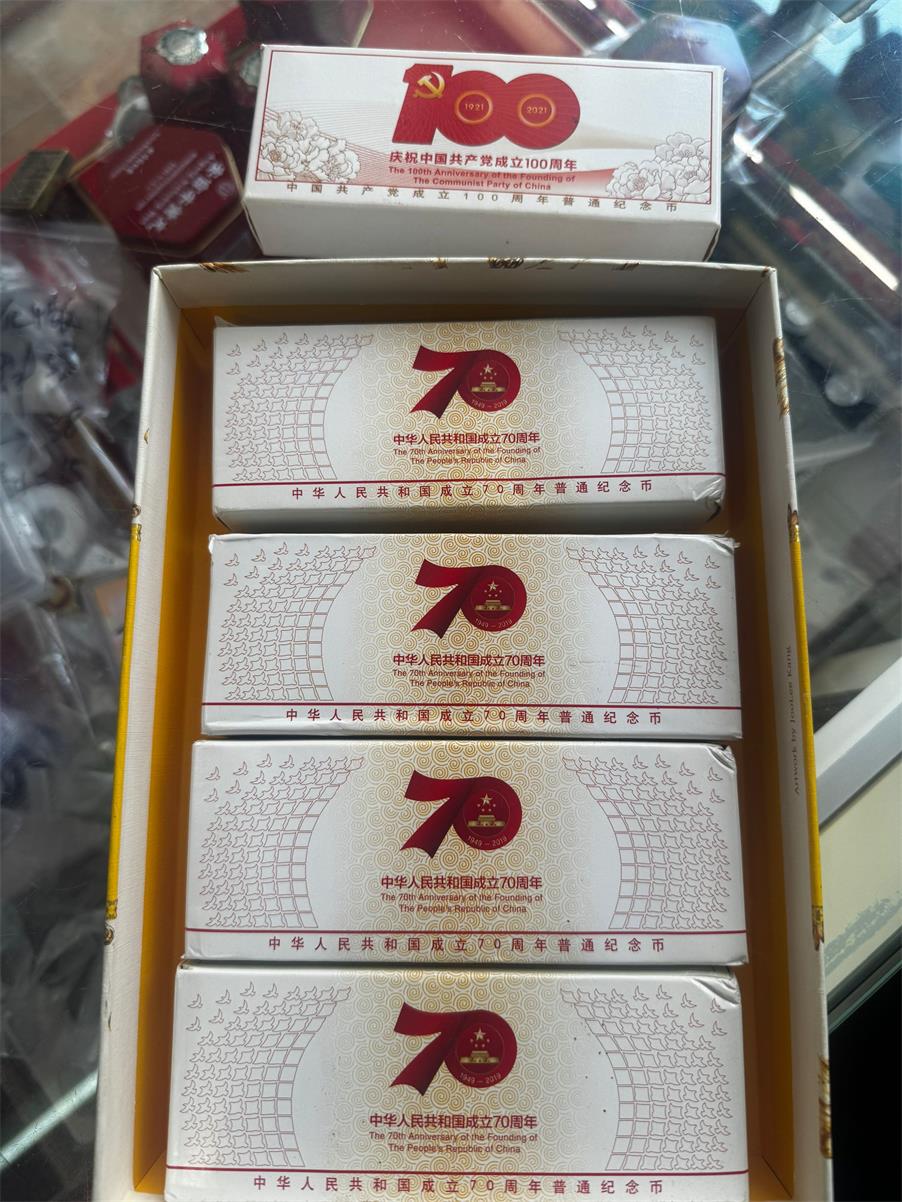 100
1921
2021
庆祝中国共产党成立100周年
The 100th Anniversary of the Founding of
The Communist Party of China
中国共产党成立100周年普通纪念币
70
1949-2019
中华人民共和国成立70周年
The 70th Anniversary of the Founding of
The People's Republic of China
中华人民共和国成立70周年普通纪念币
70
1949-2019
中华人民共和国成立70周年
The 70th Anniversary of the Founding of
The People's Republic of China
中华人民共和国成立70周年普通纪念币
Artwork by JooLee Kang
70
1949-2019
中华人民共和国成立70周年
The 70th Anniversary of the Founding of
The People's Republic of China
中华人民共和国成立70周年普通纪念币
70
1949-2019
中华人民共和国成立70周年
The 70th Anniversary of the Founding of
The People's Republic of China
中华人民共和国成立70周年普通纪念币